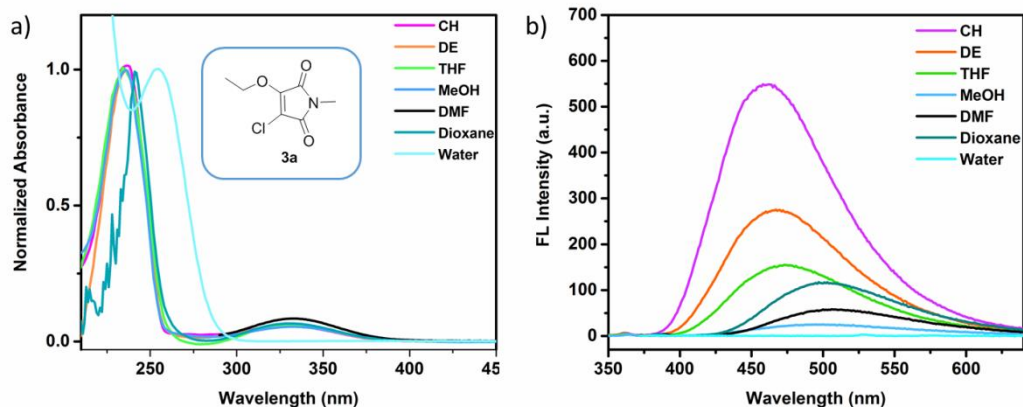 a)
Normalized Absorbance
1.0
0.5
0.0
CH
DE
THF
MeOH
DMF
Dioxane
Water
O
O
N
Cl
O
3a
250
300
350
400
45
Wavelength (nm)
b)
FL Intensity (a.u.)
700
600
500
400
300
200
100
0
CH
DE
THF
MeOH
DMF
Dioxane
Water
350
400
450
500
550
600
Wavelength (nm)